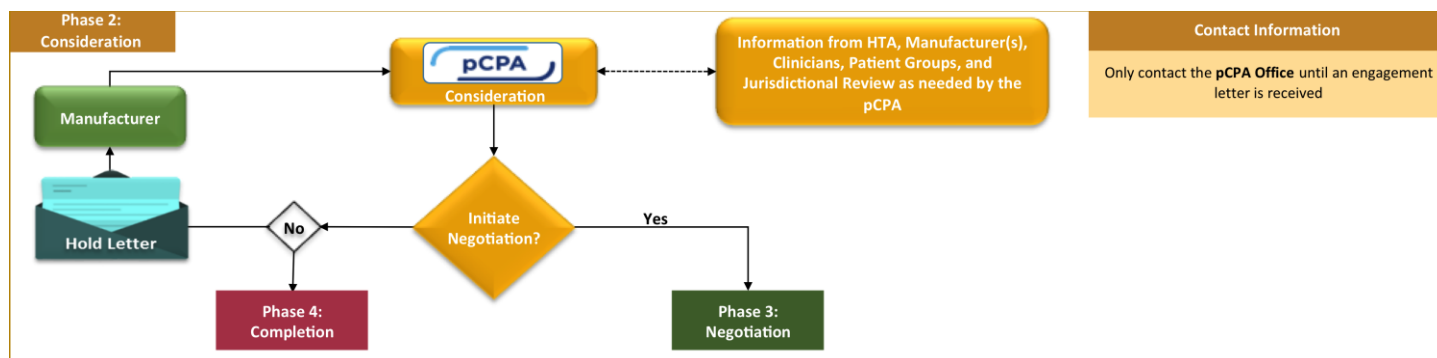 Phase 2:
Consideration
pCPA
Consideration
Information from HTA, Manufacturer(s),
Clinicians, Patient Groups, and
Jurisdictional Review as needed by the
pCPA
Contact Information
Only contact the pCPA Office until an engagement
letter is received
Manufacturer
Hold Letter
No
Initiate
Negotiation?
Yes
Phase 4:
Completion
Phase 3:
Negotiation